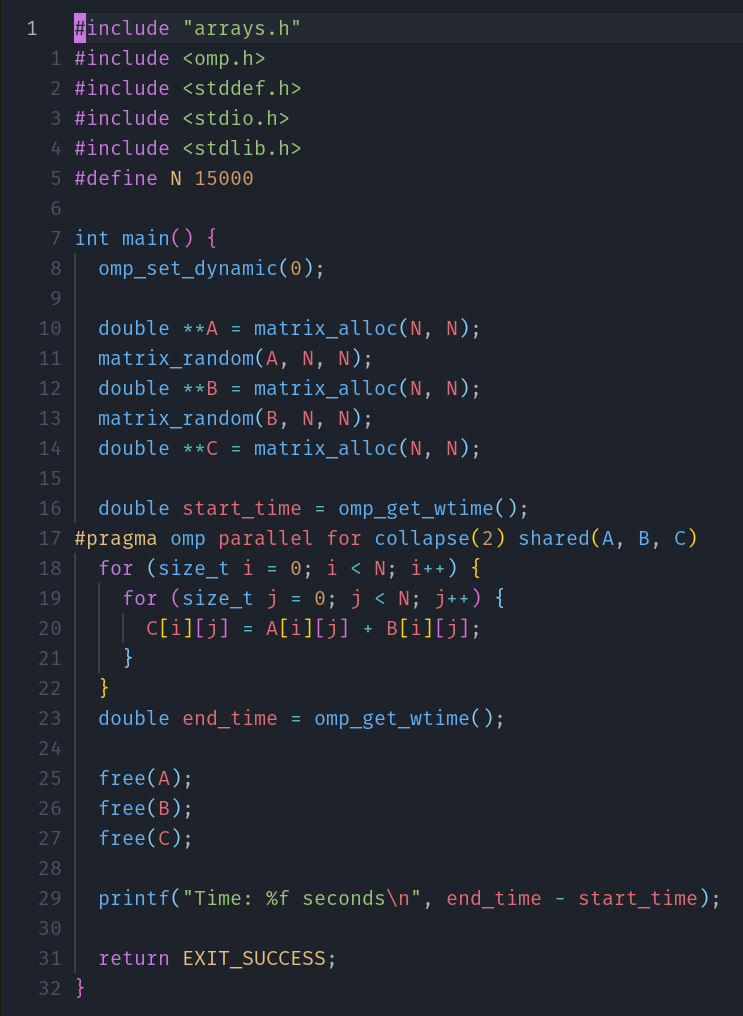 1 #include "arrays.h"
1 #include <omp.h>
2 #include <stddef.h>
3 #include <stdio.h>
4 #include <stdlib.h>
5 #define N 15000
6
7 int main() {
8   omp_set_dynamic(0);
9
10   double **A = matrix_alloc(N, N);
11   matrix_random(A, N, N);
12   double **B = matrix_alloc(N, N);
13   matrix_random(B, N, N);
14   double **C = matrix_alloc(N, N);
15
16   double start_time = omp_get_wtime();
17 #pragma omp parallel for collapse(2) shared(A, B, C)
18   for (size_t i = 0; i < N; i++) {
19     for (size_t j = 0; j < N; j++) {
20       C[i][j] = A[i][j] + B[i][j];
21     }
22   }
23   double end_time = omp_get_wtime();
24
25   free(A);
26   free(B);
27   free(C);
28
29   printf("Time: %f seconds\n", end_time - start_time);
30
31   return EXIT_SUCCESS;
32 }